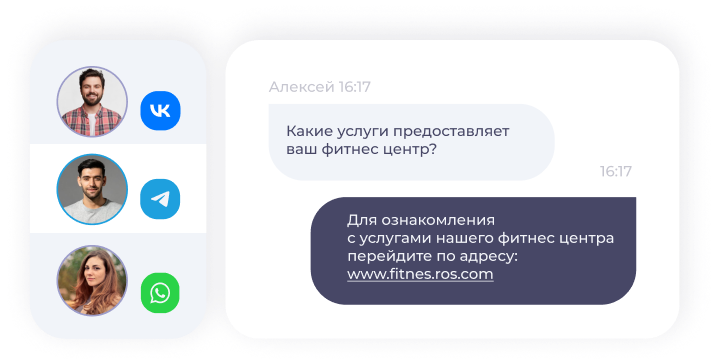 Алексей 16:17
Какие услуги предоставляет
ваш фитнес центр?
16:17
Для ознакомления
с услугами нашего фитнес центра
перейдите по адресу:
www.fitnes.ros.com